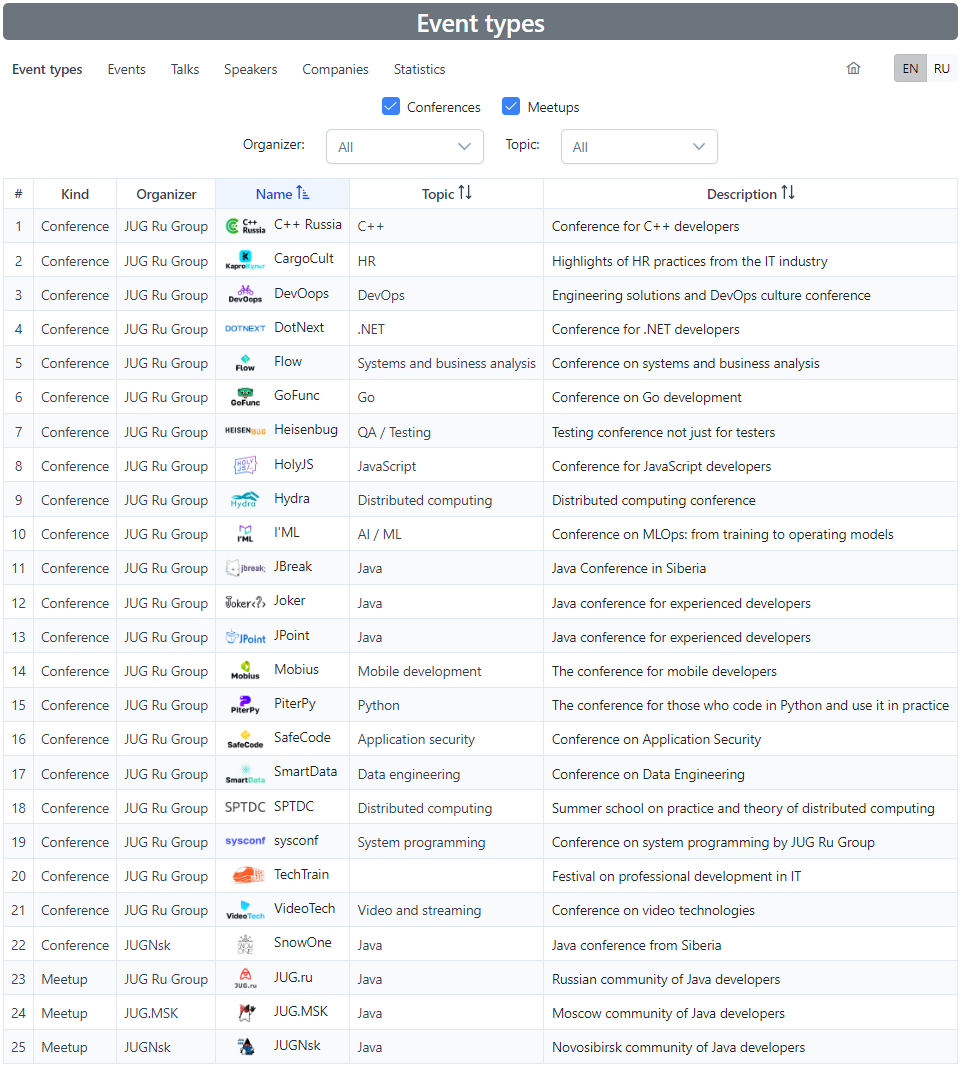 Event types
Event types Events Talks Speakers Companies Statistics EN RU
Conferences Meetups
Organizer: All Topic: All
# Kind Organizer Name Topic Description
1 Conference JUG Ru Group C++ Russia C++ Russia C++ Conference for C++ developers
2 Conference JUG Ru Group КаргоКульт CargoCult HR Highlights of HR practices from the IT industry
3 Conference JUG Ru Group DevOops DevOops DevOps Engineering solutions and DevOps culture conference
4 Conference JUG Ru Group DOTNEXT DotNext .NET Conference for .NET developers
5 Conference JUG Ru Group Flow Flow Systems and business analysis Conference on systems and business analysis
6 Conference JUG Ru Group GoFunc GoFunc Go Conference on Go development
7 Conference JUG Ru Group HEISENBUG Heisenbug QA / Testing Testing conference not just for testers
8 Conference JUG Ru Group HOLY JS/ HolyJS JavaScript Conference for JavaScript developers
9 Conference JUG Ru Group Hydra Hydra Distributed computing Distributed computing conference
10 Conference JUG Ru Group I'ML I'ML AI / ML Conference on MLOps: from training to operating models
11 Conference JUG Ru Group jbreak; JBreak Java Java Conference in Siberia
12 Conference JUG Ru Group Joker<?> Joker Java Java conference for experienced developers
13 Conference JUG Ru Group JPoint JPoint Java Java conference for experienced developers
14 Conference JUG Ru Group Mobius Mobius Mobile development The conference for mobile developers
15 Conference JUG Ru Group PiterPy PiterPy Python The conference for those who code in Python and use it in practice
16 Conference JUG Ru Group SafeCode SafeCode Application security Conference on Application Security
17 Conference JUG Ru Group SmartData SmartData Data engineering Conference on Data Engineering
18 Conference JUG Ru Group SPTDC SPTDC Distributed computing Summer school on practice and theory of distributed computing
19 Conference JUG Ru Group sysconf sysconf System programming Conference on system programming by JUG Ru Group
20 Conference JUG Ru Group TechTrain Festival on professional development in IT
21 Conference JUG Ru Group VideoTech VideoTech Video and streaming Conference on video technologies
22 Conference JUGNsk SNOW ONE SnowOne Java Java conference from Siberia
23 Meetup JUG Ru Group JUG.ru JUG.ru Java Russian community of Java developers
24 Meetup JUG.MSK JUG.MSK Java Moscow community of Java developers
25 Meetup JUGNsk JUGNsk Java Novosibirsk community of Java developers